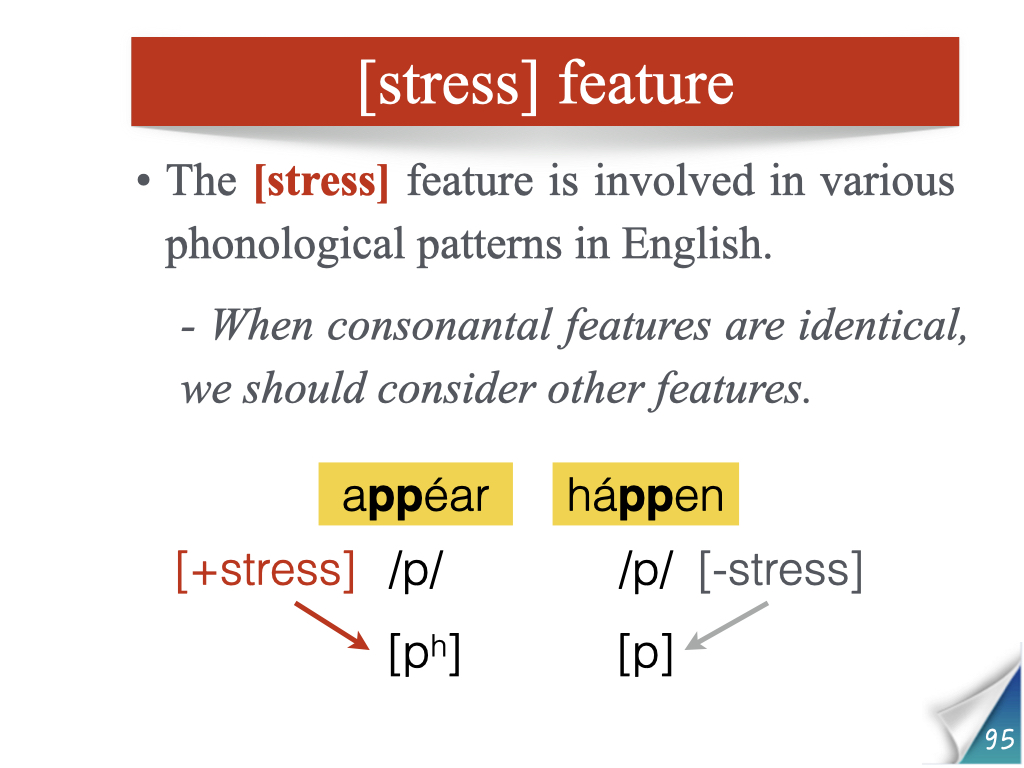 [stress] feature
• The [stress] feature is involved in various
phonological patterns in English.
- When consonantal features are identical,
we should consider other features.
appéar háppen
[+stress] /p/ /p/ [-stress]
[pʰ] [p]
95